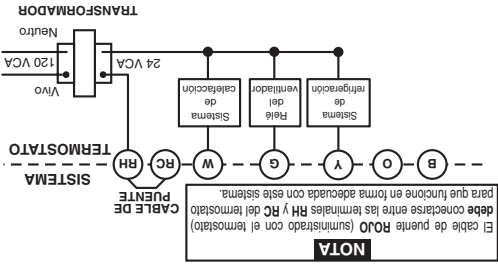 NOTA
El cable de puente ROJO (suministrado con el termostato)
debe conectarse entre las terminales RH y RC del termostato
para que funcione en forma adecuada con este sistema.
CABLE DE
PUENTE
SISTEMA
TERMOSTATO
B
O
Y
G
W
RC
RH
Sistema
de
refrigeración
Relé
del
ventilador
Sistema
de
calefacción
24 VCA
Vivo
120 VCA
Neutro
TRANSFORMADOR